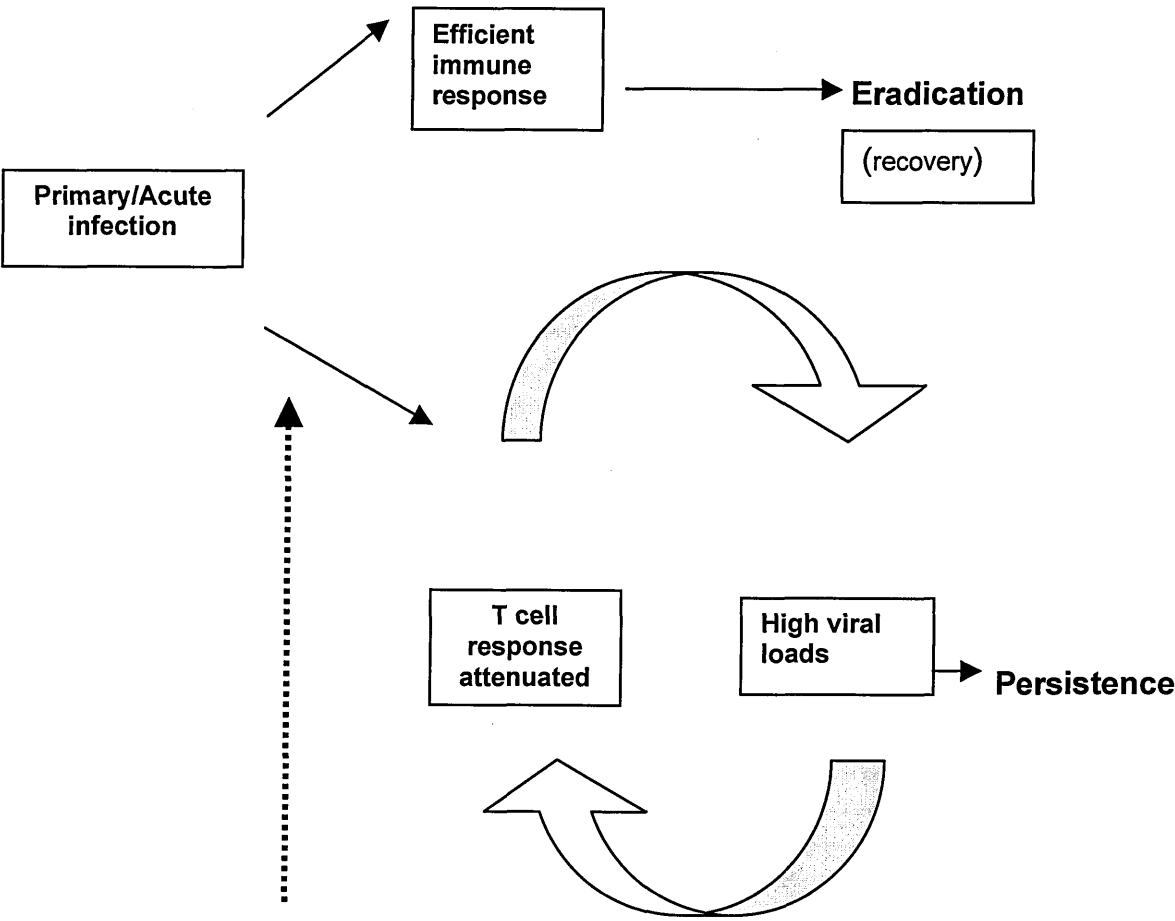 Efficient
immune
response
Eradication
(recovery)
Primary/Acute
infection
T cell
response
attenuated
High viral
loads
Persistence